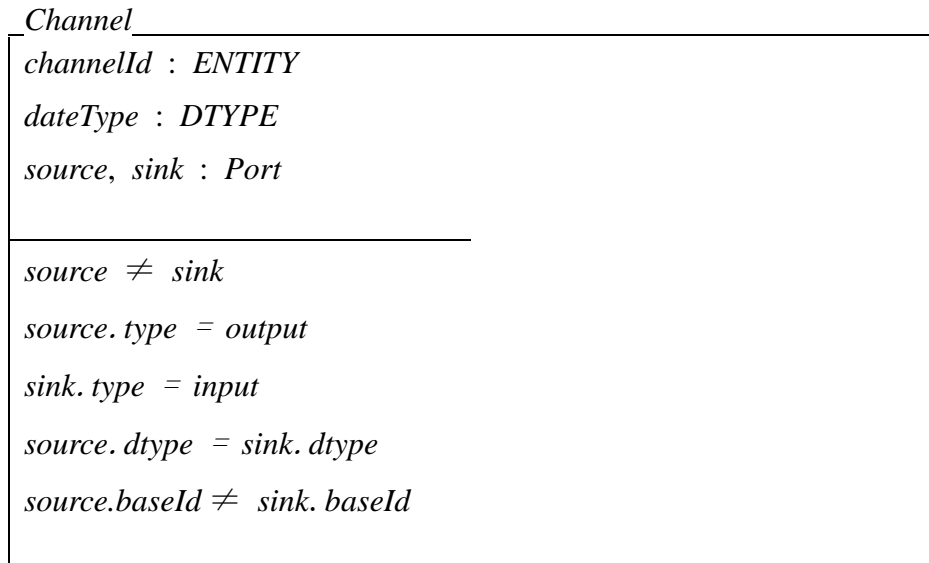 Channel
channelId : ENTITY
dateType : DTYPE
source, sink : Port
source ≠ sink
source. type = output
sink. type = input
source. dtype = sink. dtype
source.baseId ≠ sink. baseId